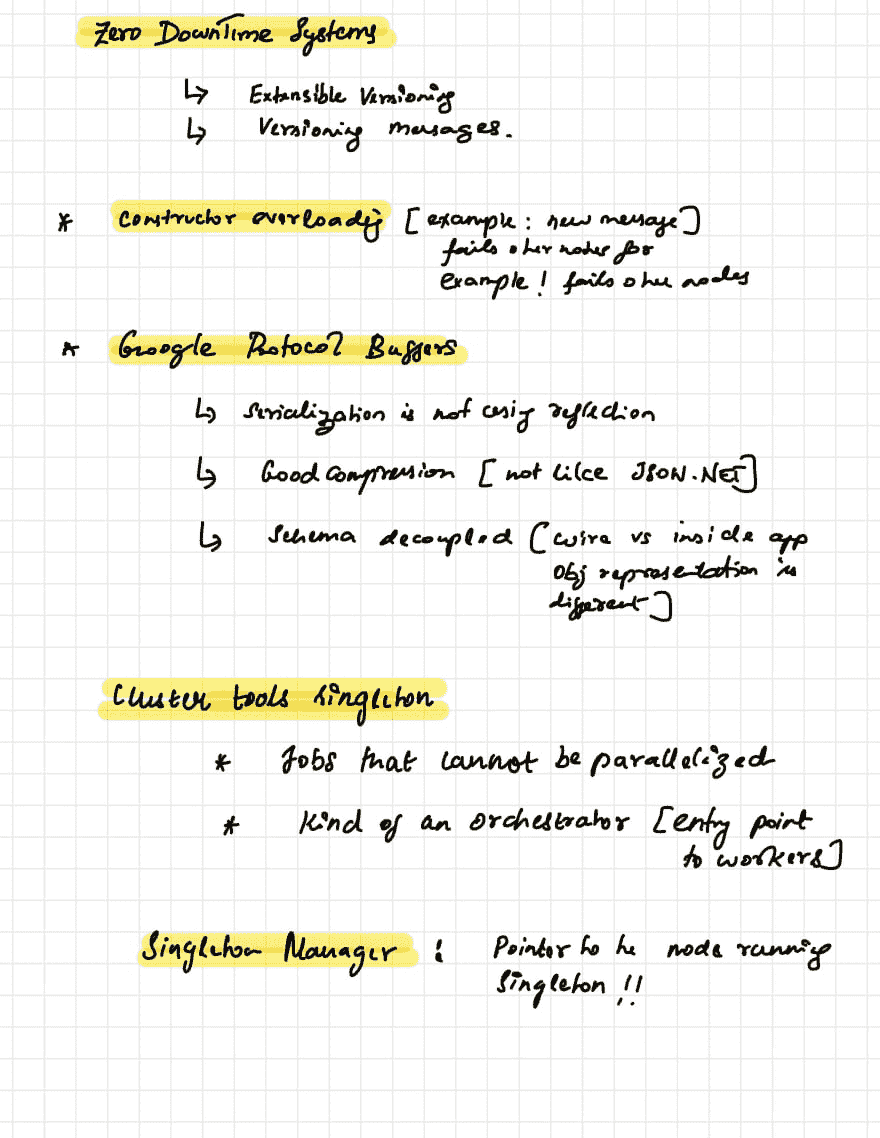 Zero DownTime Systems
↳ Extensible Versioning
↳ Versioning messages.
* Constructor overloadig [example: new message]
fails other nodes for
example! fails other nodes
* Google Protocol Buffers
↳ Serialization is not using reflection
↳ Good compression [not like JSON.NET]
↳ Schema decoupled [wire vs inside app
Obj representation is
different]
Cluster tools Singleton
* Jobs that cannot be parallelized
* Kind of an orchestrator [entry point
to workers]
Singleton Manager : Pointer to he node running
Singleton !!